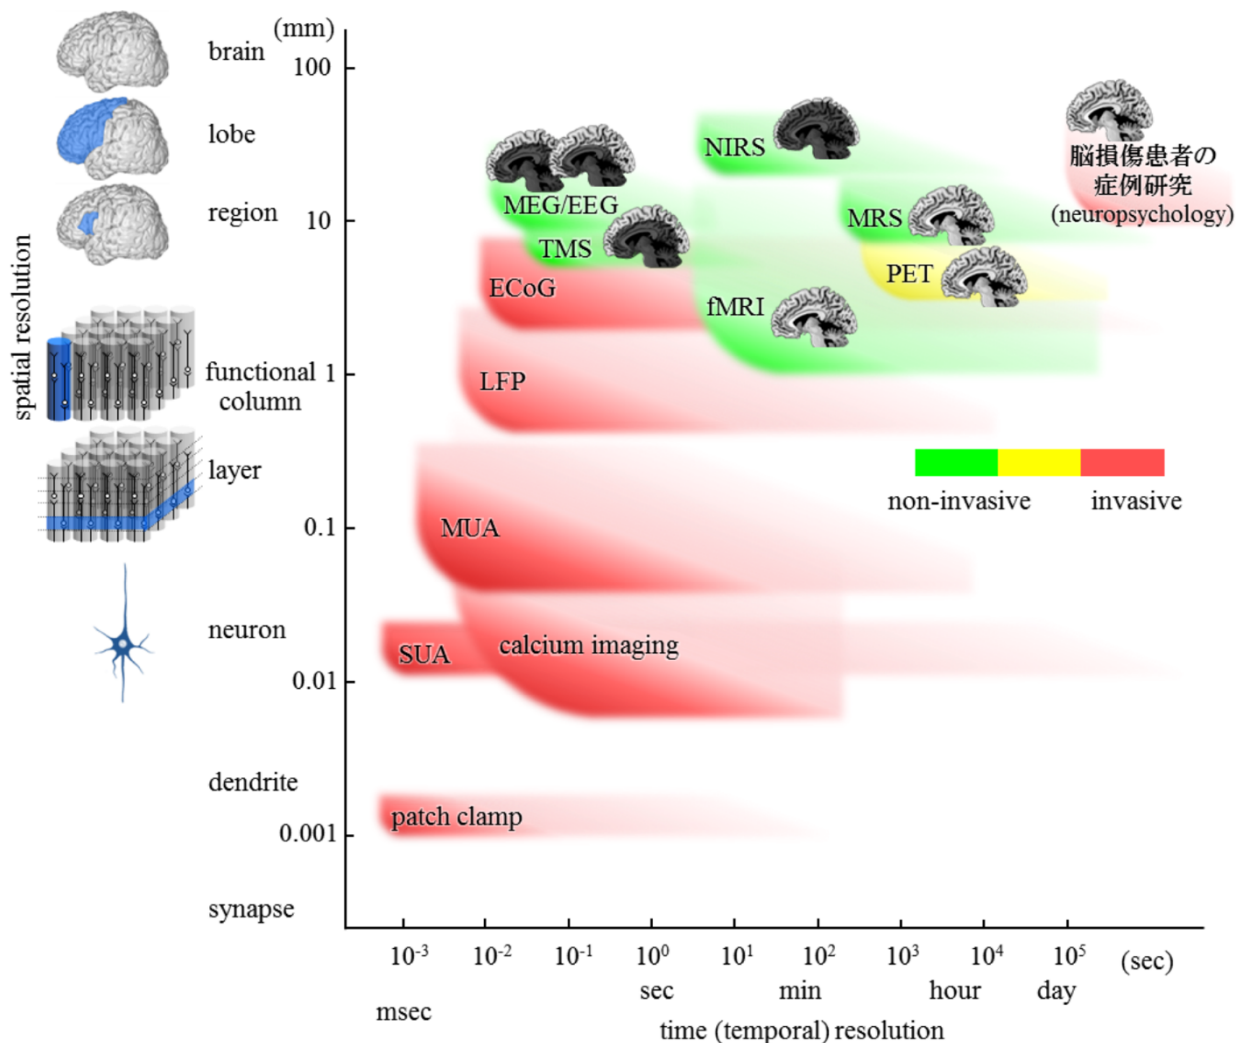 (mm)
brain
100
lobe
NIRS
脳損傷患者の
症例研究
(neuropsychology)
region
MEG/EEG
10
MRS
TMS
PET
ECoG
fMRI
spatial resolution
functional
column
1
LFP
layer
non-invasive
invasive
0.1
MUA
neuron
calcium imaging
SUA
0.01
dendrite
patch clamp
0.001
synapse
10⁻³ 10⁻² 10⁻¹ 10⁰ 10¹ 10² 10³ 10⁴ 10⁵ (sec)
msec sec min hour day
time (temporal) resolution